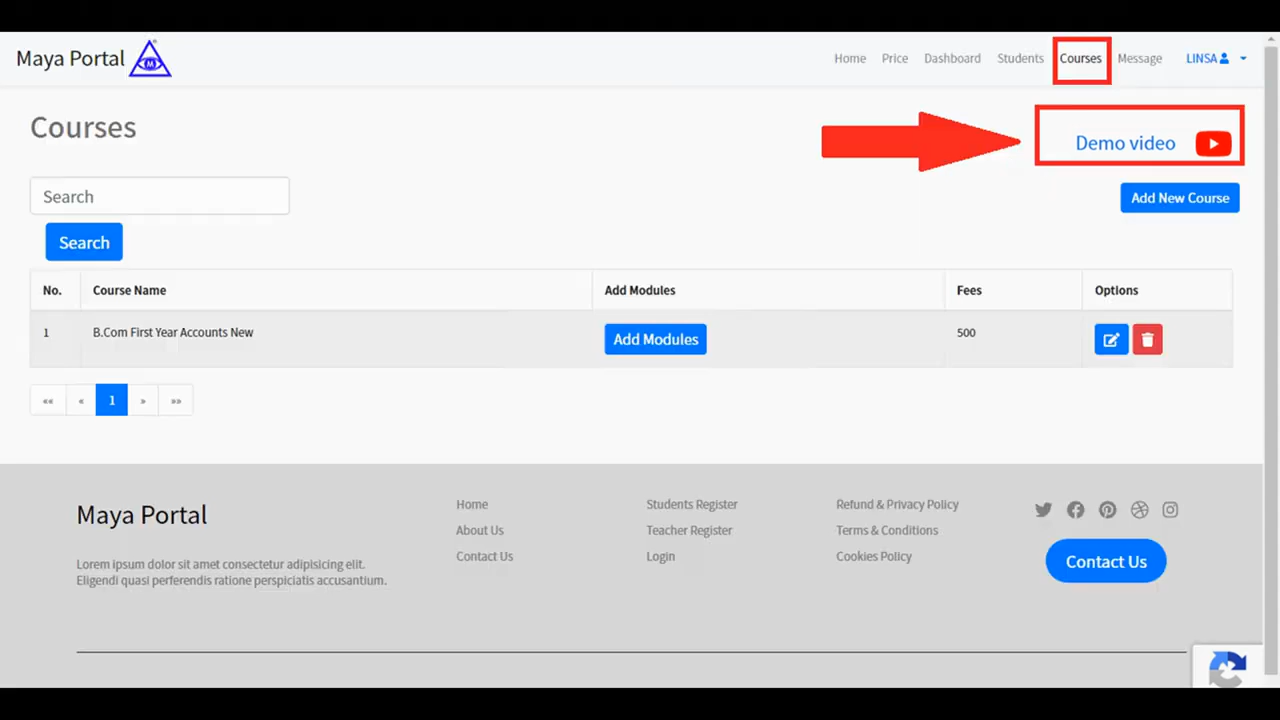 Maya Portal
Home Price Dashboard Students Courses Message LINSA
Courses
Demo video
Search
Add New Course
Search
No. Course Name Add Modules Fees Options
1 B.Com First Year Accounts New Add Modules 500
«« « 1 » »»
Maya Portal
Lorem ipsum dolor sit amet consectetur adipisicing elit.
Eligendi quasi perferendis ratione perspiciatis accusantium.
Home
About Us
Contact Us
Students Register
Teacher Register
Login
Refund & Privacy Policy
Terms & Conditions
Cookies Policy
Contact Us